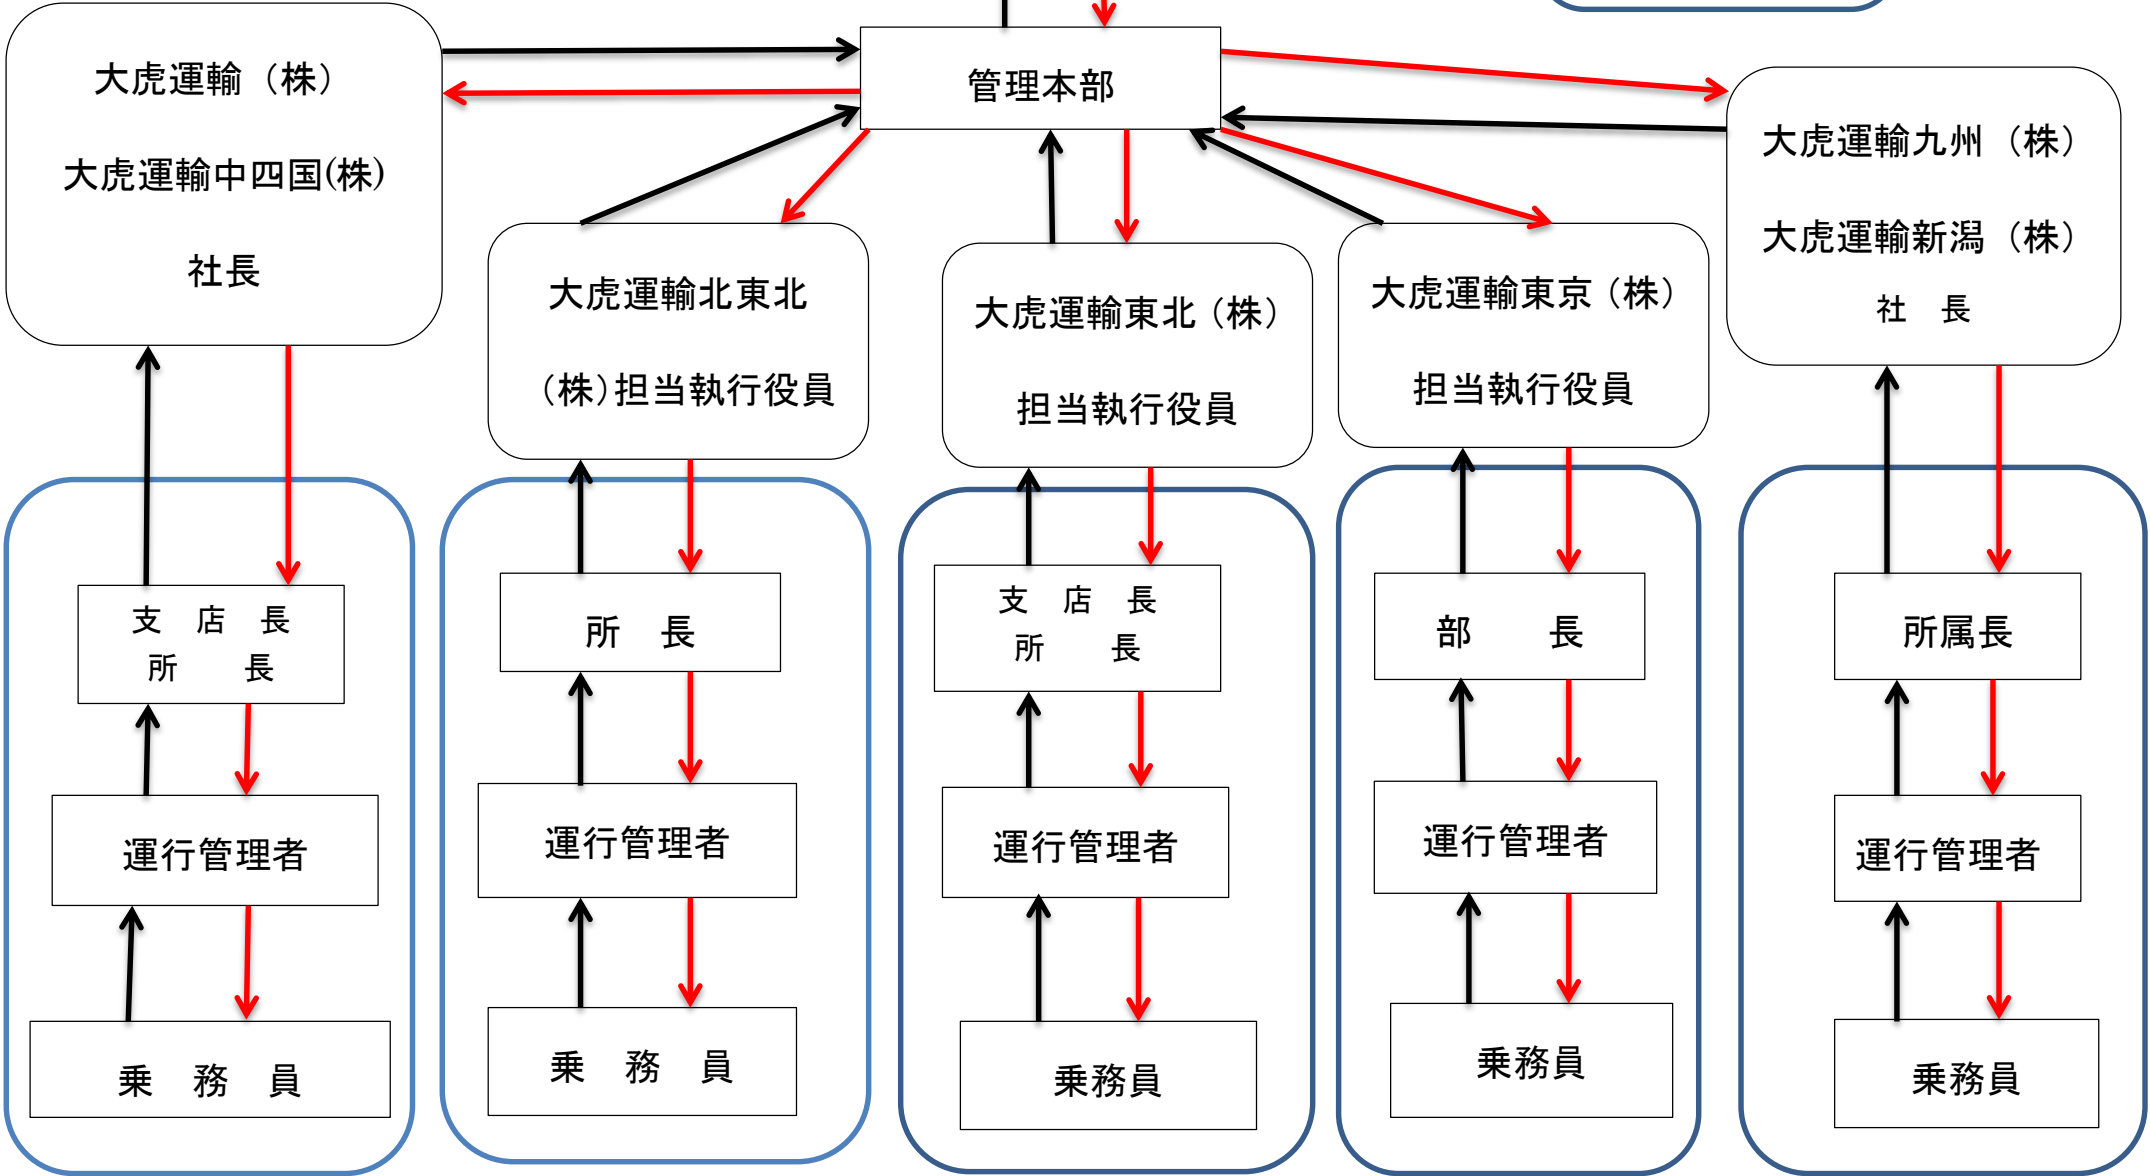 管理本部
大虎運輸（株）
大虎運輸中四国(株)
社長
大虎運輸北東北
（株）担当執行役員
大虎運輸東北（株）
担当執行役員
大虎運輸東京（株）
担当執行役員
大虎運輸九州（株）
大虎運輸新潟（株）
社　長
支　店　長
所　　長
運行管理者
乗　務　員
所　長
運行管理者
乗　務　員
支　店　長
所　　長
運行管理者
乗務員
部　　長
運行管理者
乗務員
所属長
運行管理者
乗務員